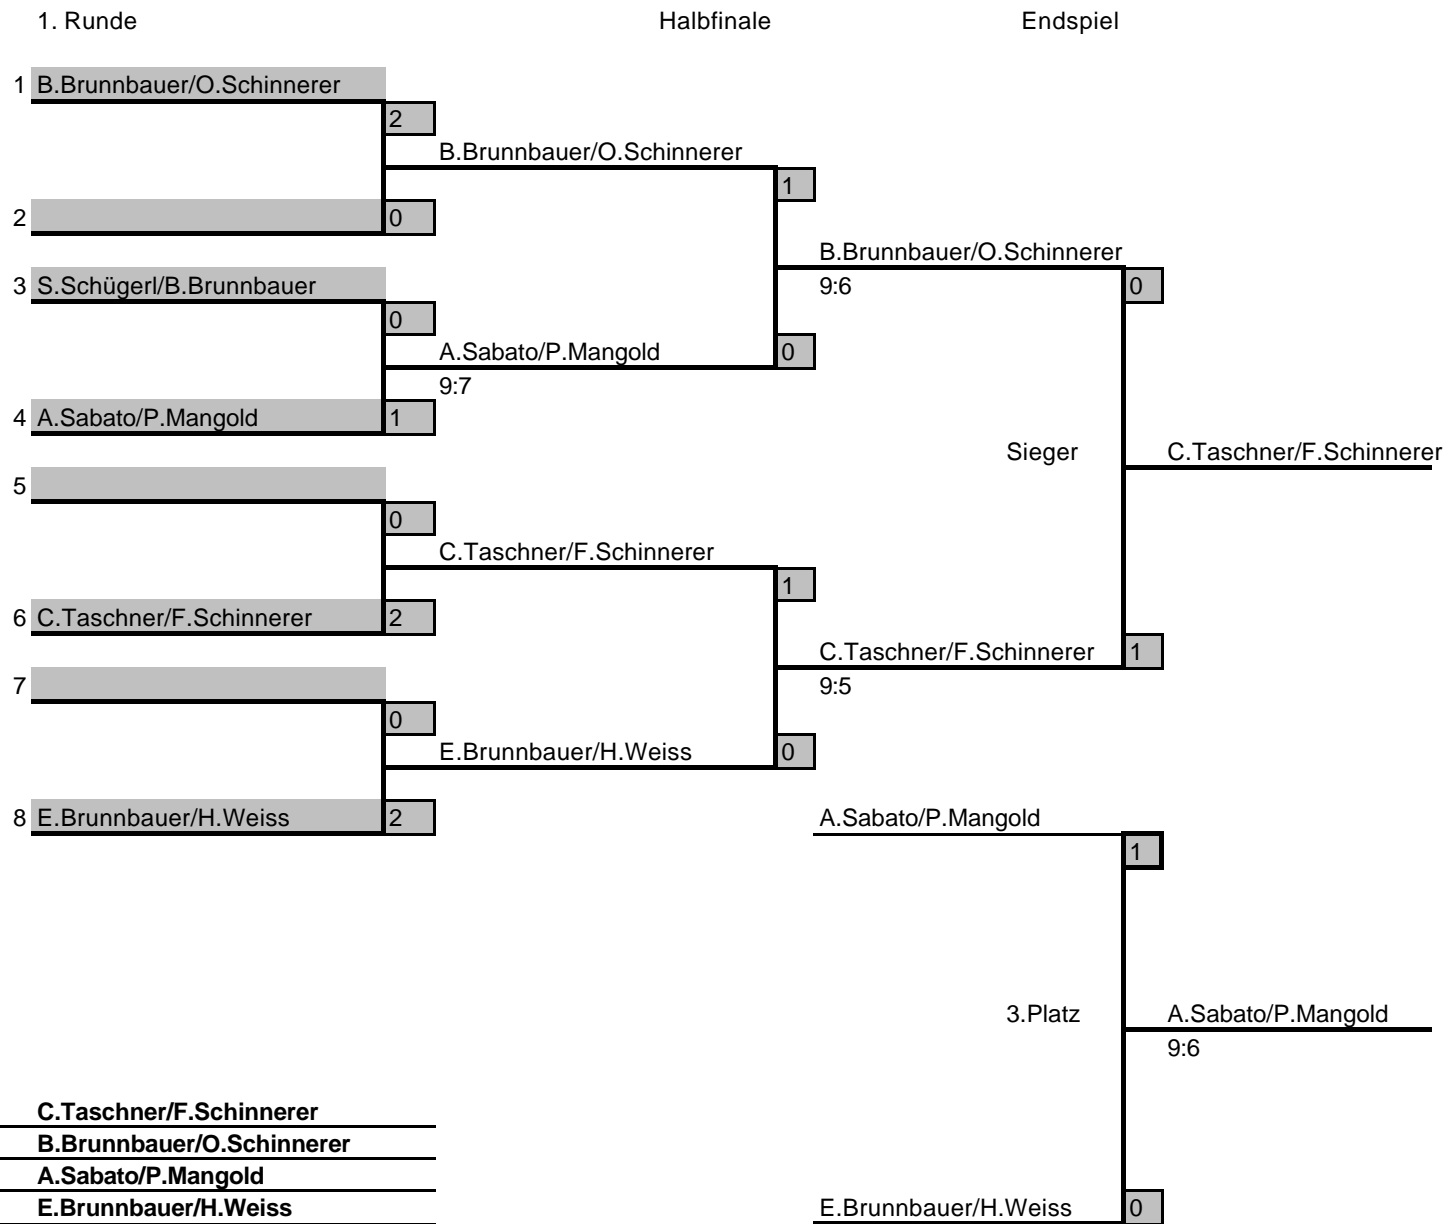 1. Runde Halbfinale Endspiel
1 B.Brunnbauer/O.Schinnerer
2
B.Brunnbauer/O.Schinnerer
1
2 0
B.Brunnbauer/O.Schinnerer
3 S.Schügerl/B.Brunnbauer 9:6 0
0
A.Sabato/P.Mangold 0
9:7
4 A.Sabato/P.Mangold 1
Sieger C.Taschner/F.Schinnerer
5
0
C.Taschner/F.Schinnerer
1
6 C.Taschner/F.Schinnerer 2
C.Taschner/F.Schinnerer 1
7 9:5
0
E.Brunnbauer/H.Weiss 0
8 E.Brunnbauer/H.Weiss 2 A.Sabato/P.Mangold
1
3.Platz A.Sabato/P.Mangold
9:6
C.Taschner/F.Schinnerer
B.Brunnbauer/O.Schinnerer
A.Sabato/P.Mangold
E.Brunnbauer/H.Weiss E.Brunnbauer/H.Weiss 0